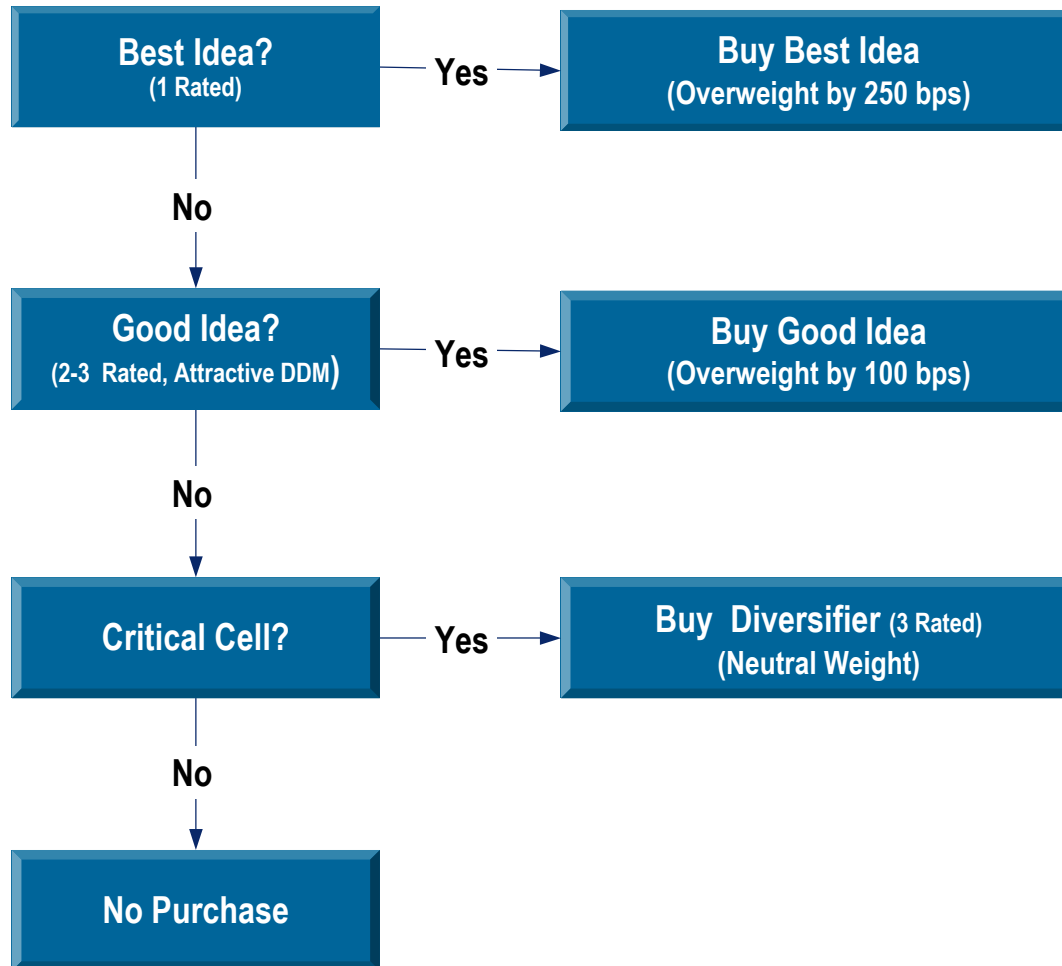 Best Idea?
(1 Rated)
Yes
Buy Best Idea
(Overweight by 250 bps)
No
Good Idea?
(2-3 Rated, Attractive DDM)
Yes
Buy Good Idea
(Overweight by 100 bps)
No
Critical Cell?
Yes
Buy Diversifier (3 Rated)
(Neutral Weight)
No
No Purchase